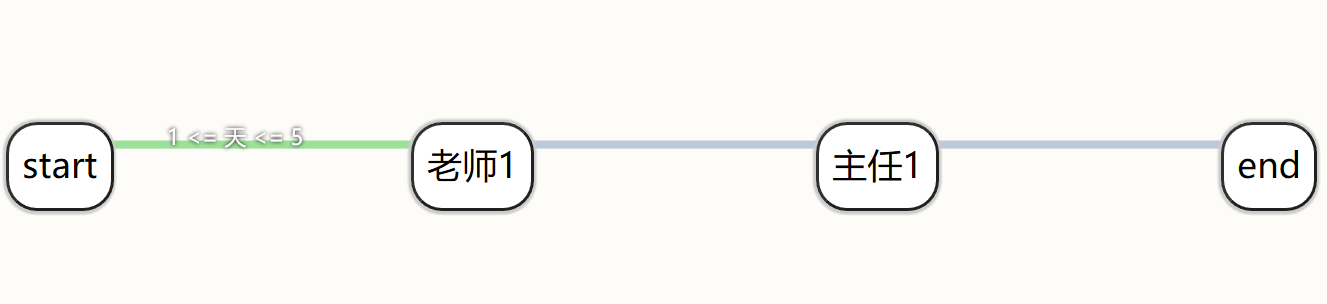 start
1 <= 天 <= 5
老师1
主任1
end